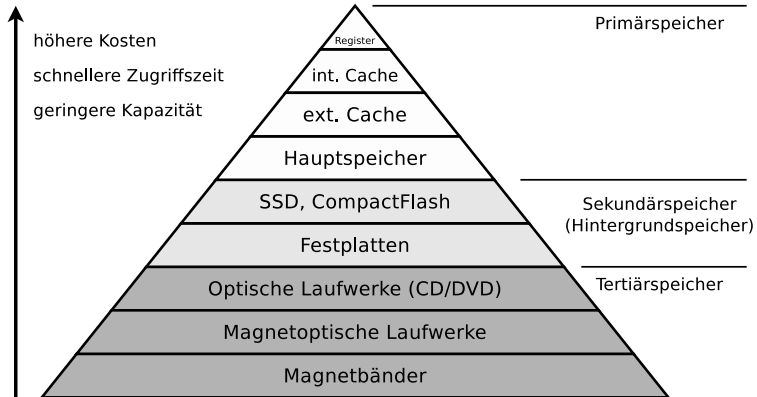 höhere Kosten
schnellere Zugriffszeit
geringere Kapazität
Register
int. Cache
ext. Cache
Hauptspeicher
SSD, CompactFlash
Festplatten
Optische Laufwerke (CD/DVD)
Magnetoptische Laufwerke
Magnetbänder
Primärspeicher
Sekundärspeicher
(Hintergrundspeicher)
Tertiärspeicher